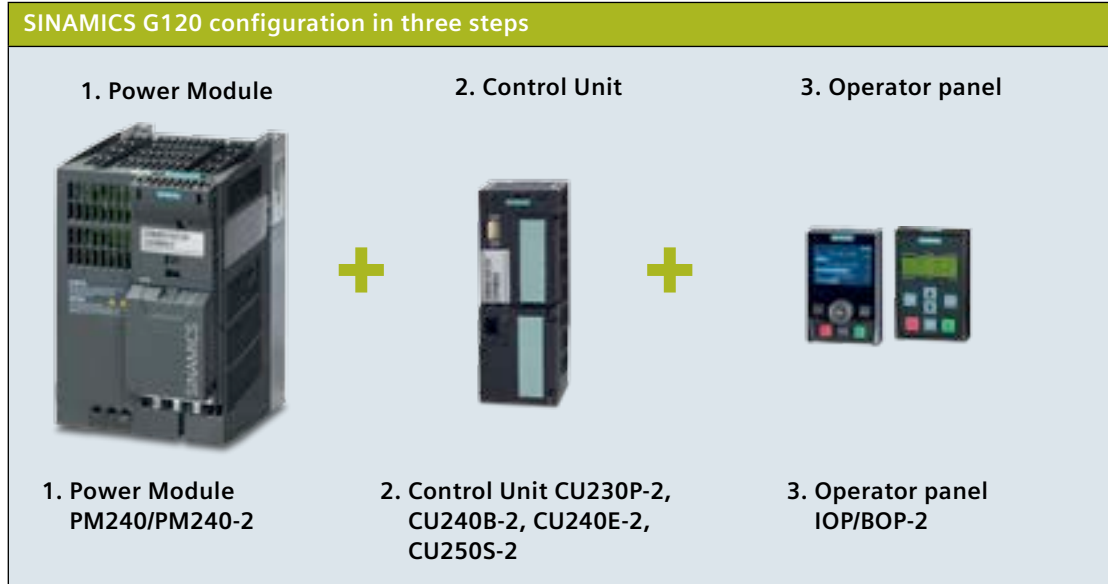 SINAMICS G120 configuration in three steps
1. Power Module
2. Control Unit
3. Operator panel
SINAMICS
1. Power Module
PM240/PM240-2
2. Control Unit CU230P-2,
CU240B-2, CU240E-2,
CU250S-2
3. Operator panel
IOP/BOP-2